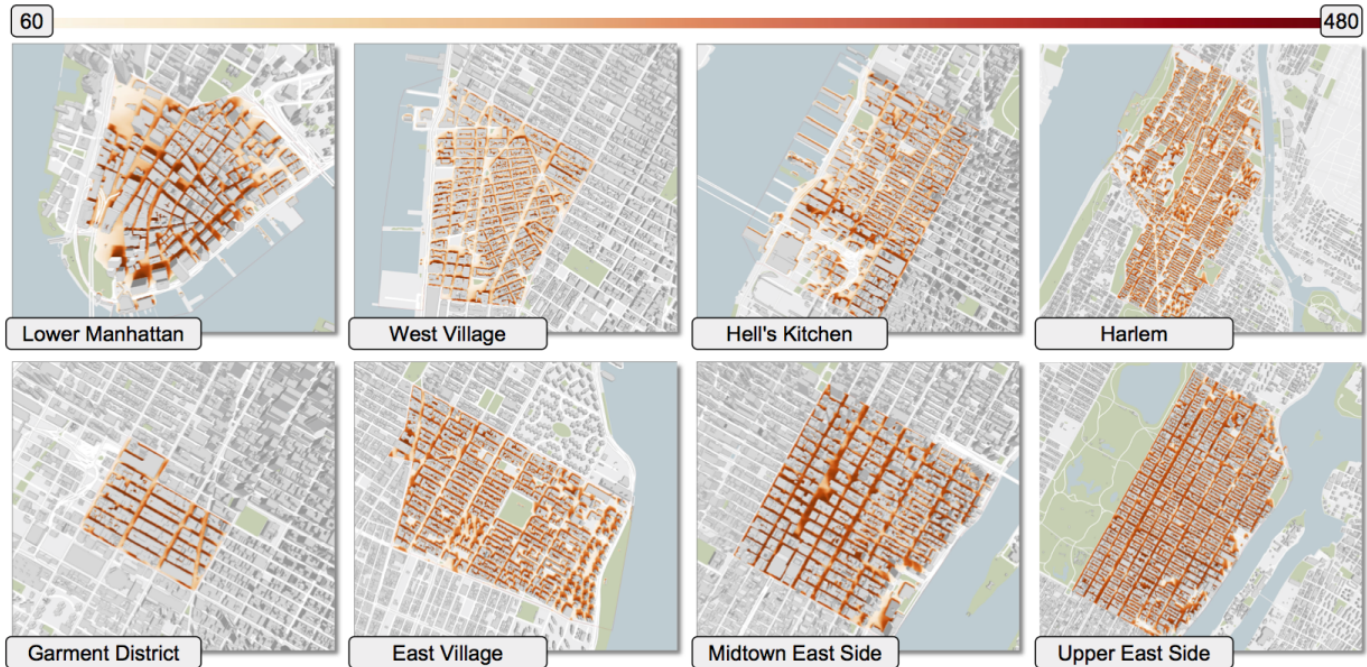 60
480
Lower Manhattan
West Village
Hell's Kitchen
Harlem
Garment District
East Village
Midtown East Side
Upper East Side